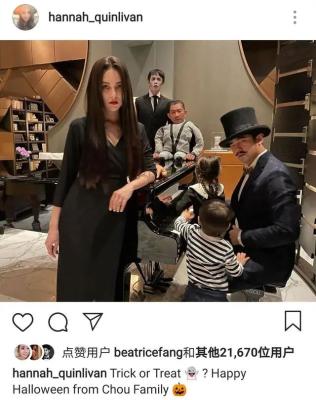 hannah_quinlivan
点赞用户 beatricefang和其他21,670位用户
hannah_quinlivan Trick or Treat 👻 ? Happy
Halloween from Chou Family 🎃